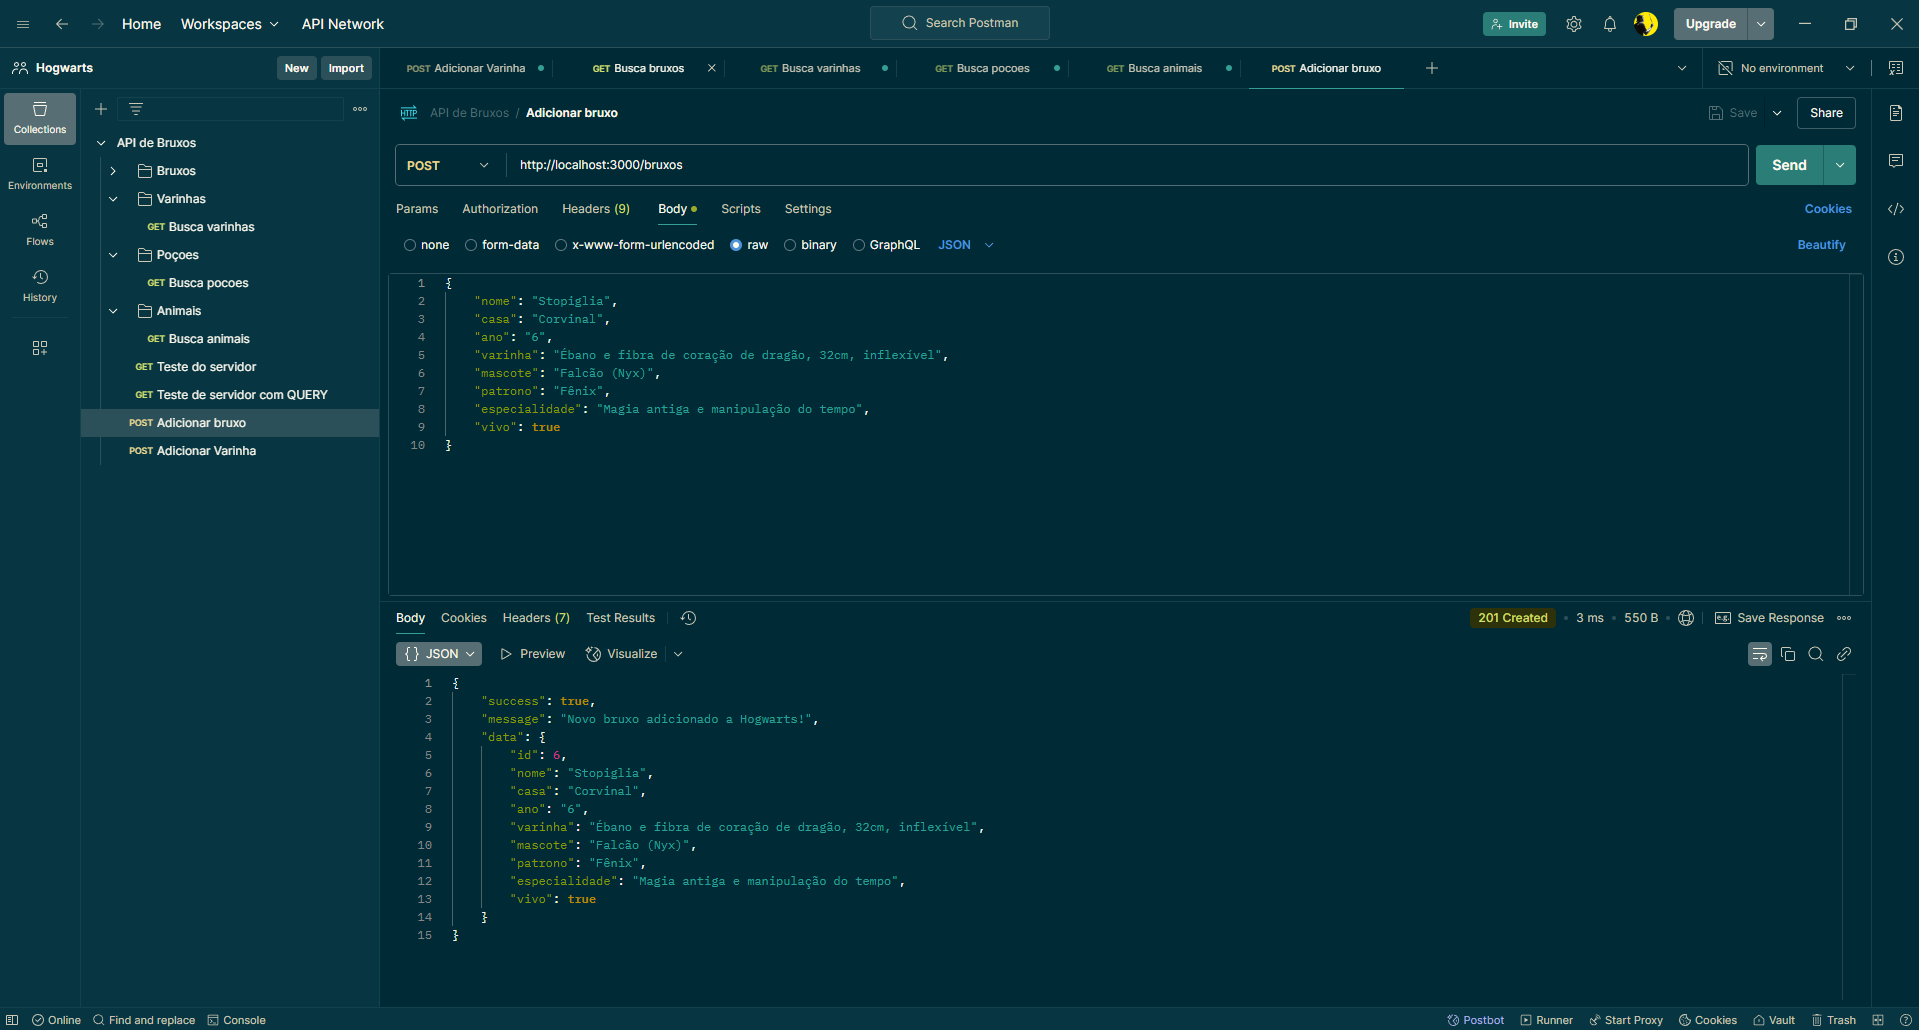 Home Workspaces API Network Search Postman Invite Upgrade
Hogwarts New Import POST Adicionar Varinha GET Busca bruxos GET Busca varinhas GET Busca pocoes GET Busca animais POST Adicionar bruxo No environment
Collections
Environments
Flows
History
API de Bruxos
Bruxos
Varinhas
GET Busca varinhas
Poçoes
GET Busca pocoes
Animais
GET Busca animais
GET Teste do servidor
GET Teste de servidor com QUERY
POST Adicionar bruxo
POST Adicionar Varinha
HTTP API de Bruxos / Adicionar bruxo Save Share
POST http://localhost:3000/bruxos Send
Params Authorization Headers (9) Body Scripts Settings Cookies
none form-data x-www-form-urlencoded raw binary GraphQL JSON Beautify
1 {
2 "nome": "Stopiglia",
3 "casa": "Corvinal",
4 "ano": "6",
5 "varinha": "Ébano e fibra de coração de dragão, 32cm, inflexível",
6 "mascote": "Falcão (Nyx)",
7 "patrono": "Fênix",
8 "especialidade": "Magia antiga e manipulação do tempo",
9 "vivo": true
10 }
Body Cookies Headers (7) Test Results 201 Created 3 ms 550 B e.g. Save Response
{ } JSON Preview Visualize
1 {
2 "success": true,
3 "message": "Novo bruxo adicionado a Hogwarts!",
4 "data": {
5 "id": 6,
6 "nome": "Stopiglia",
7 "casa": "Corvinal",
8 "ano": "6",
9 "varinha": "Ébano e fibra de coração de dragão, 32cm, inflexível",
10 "mascote": "Falcão (Nyx)",
11 "patrono": "Fênix",
12 "especialidade": "Magia antiga e manipulação do tempo",
13 "vivo": true
14 }
15 }
Online Find and replace Console Postbot Runner Start Proxy Cookies Vault Trash